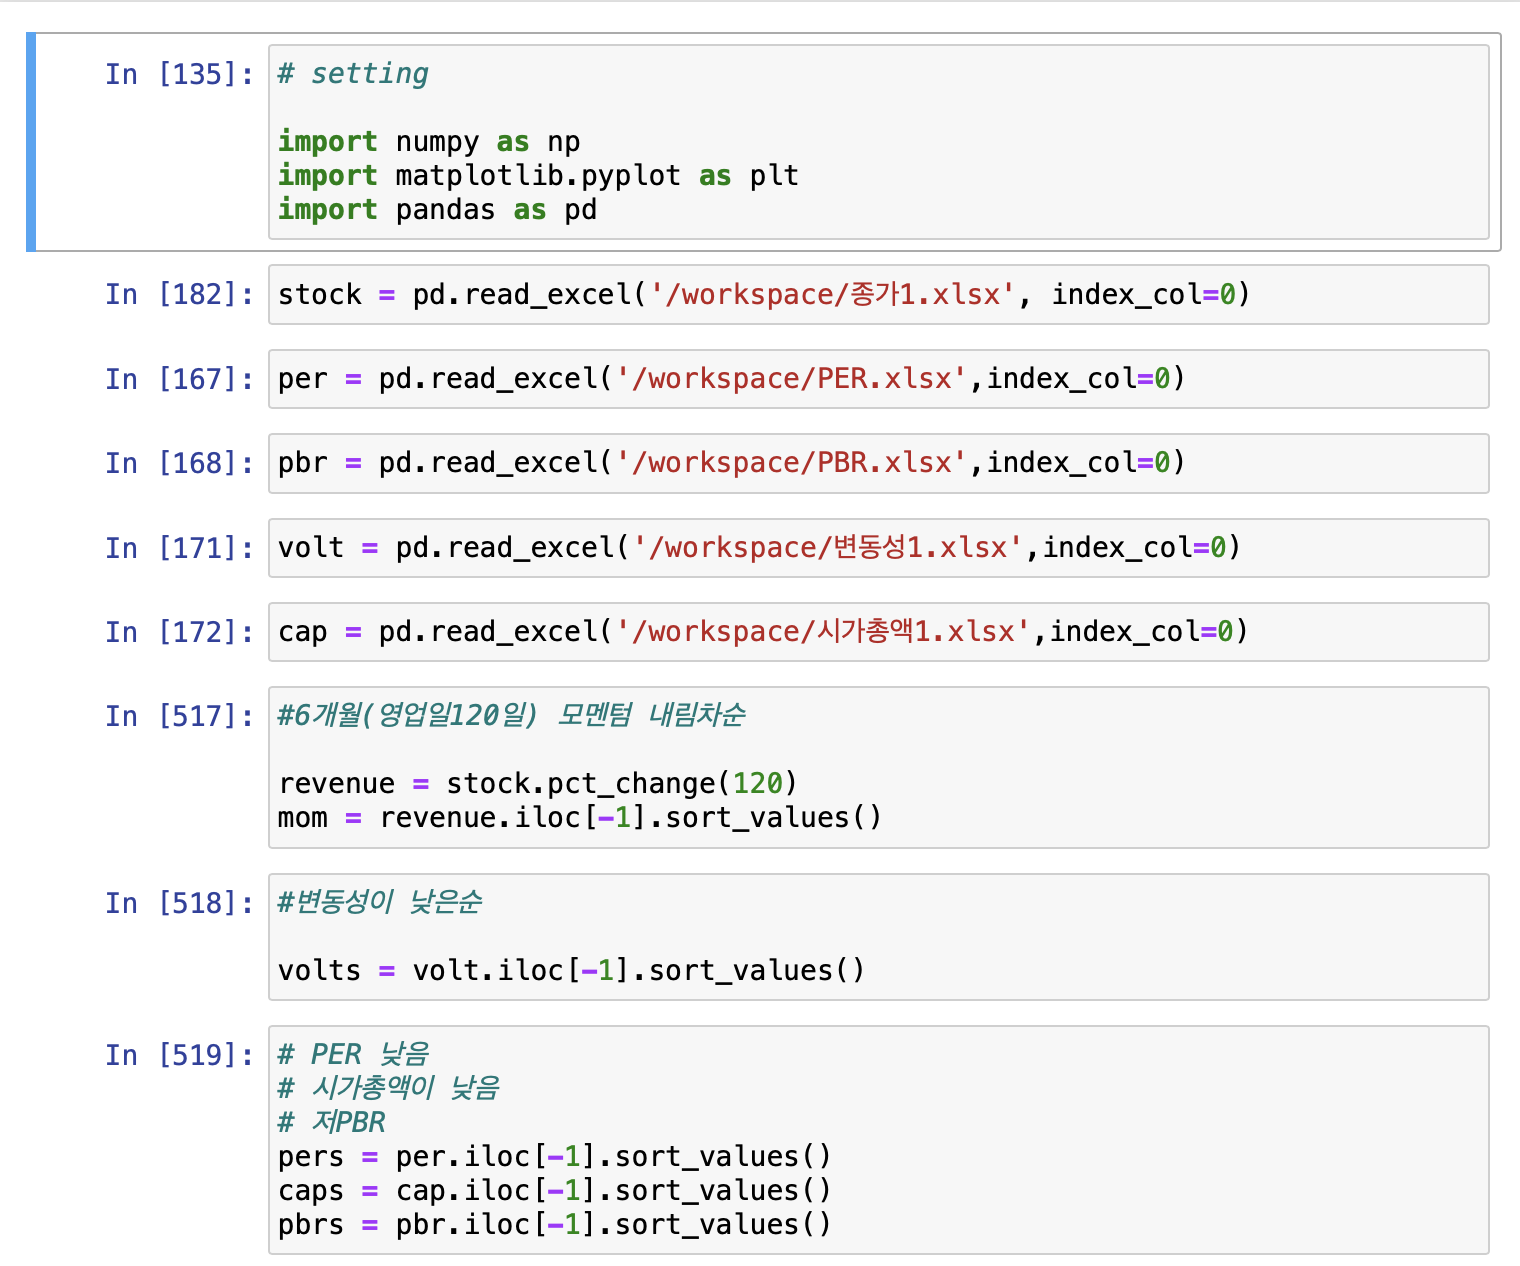 In [135]: # setting
import numpy as np
import matplotlib.pyplot as plt
import pandas as pd
In [182]: stock = pd.read_excel('/workspace/종가1.xlsx', index_col=0)
In [167]: per = pd.read_excel('/workspace/PER.xlsx',index_col=0)
In [168]: pbr = pd.read_excel('/workspace/PBR.xlsx',index_col=0)
In [171]: volt = pd.read_excel('/workspace/변동성1.xlsx',index_col=0)
In [172]: cap = pd.read_excel('/workspace/시가총액1.xlsx',index_col=0)
In [517]: #6개월(영업일120일) 모멘텀 내림차순
revenue = stock.pct_change(120)
mom = revenue.iloc[-1].sort_values()
In [518]: #변동성이 낮은순
volts = volt.iloc[-1].sort_values()
In [519]: # PER 낮음
# 시가총액이 낮음
# 저PBR
pers = per.iloc[-1].sort_values()
caps = cap.iloc[-1].sort_values()
pbrs = pbr.iloc[-1].sort_values()